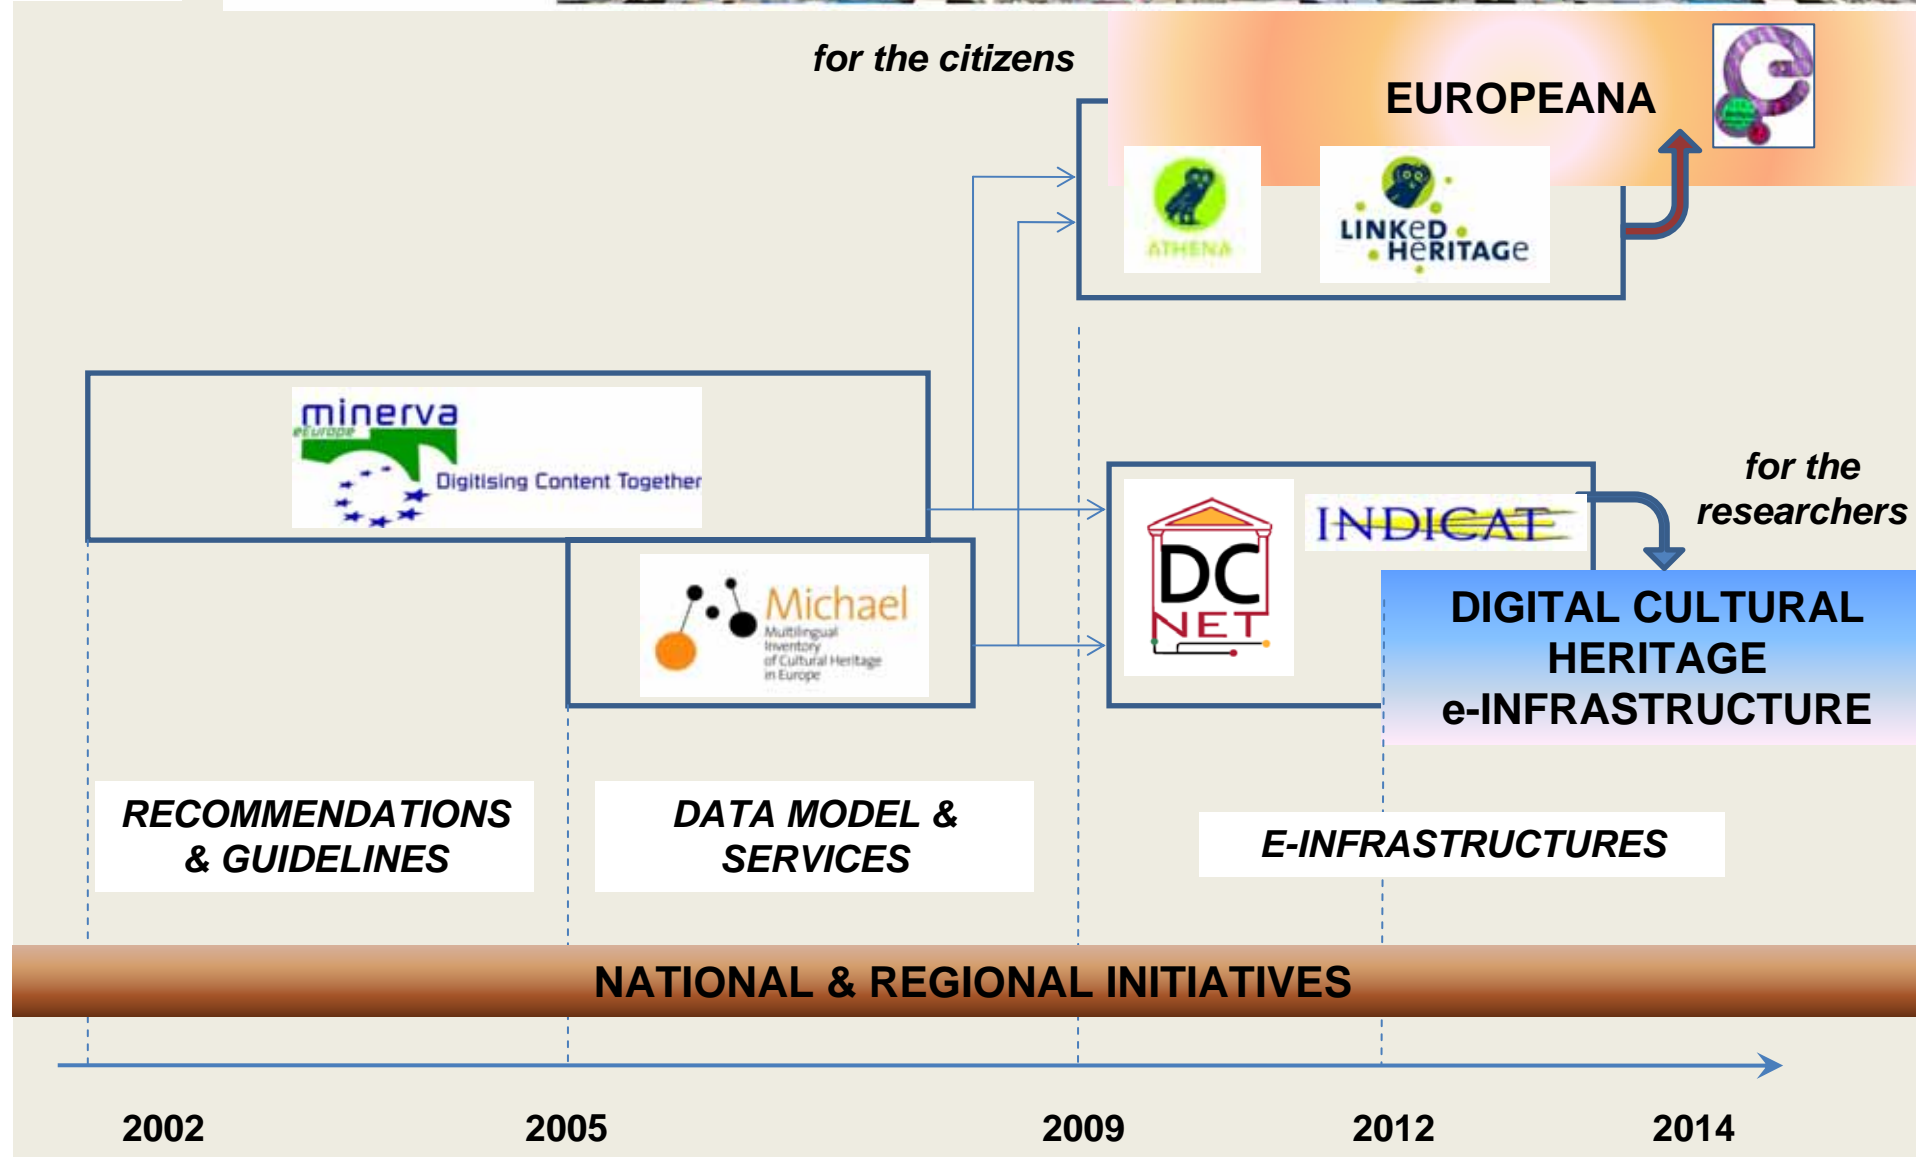 for the citizens
EUROPEANA
ATHENA
LINKeD
HeRITAGe
minerva
eEurope
Digitising Content Together
Michael
Multilingual
Inventory
of Cultural Heritage
in Europe
DC
NET
INDICATE
for the
researchers
DIGITAL CULTURAL
HERITAGE
e-INFRASTRUCTURE
RECOMMENDATIONS
& GUIDELINES
DATA MODEL &
SERVICES
E-INFRASTRUCTURES
NATIONAL & REGIONAL INITIATIVES
2002 2005 2009 2012 2014